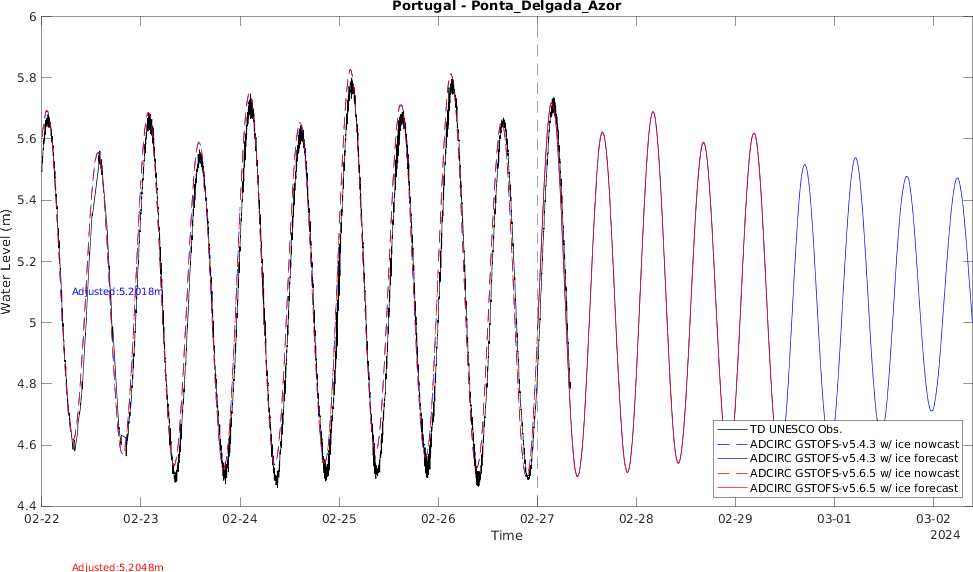 Portugal - Ponta_Delgada_Azor
6
5.8
5.6
5.4
5.2
5
4.8
4.6
4.4
Water Level (m)
Adjusted:5.2018m
TD UNESCO Obs.
ADCIRC GSTOFS-v5.4.3 w/ ice nowcast
ADCIRC GSTOFS-v5.4.3 w/ ice forecast
ADCIRC GSTOFS-v5.6.5 w/ ice nowcast
ADCIRC GSTOFS-v5.6.5 w/ ice forecast
02-22 02-23 02-24 02-25 02-26 02-27 02-28 02-29 03-01 03-02
Time
2024
Adjusted:5.2048m